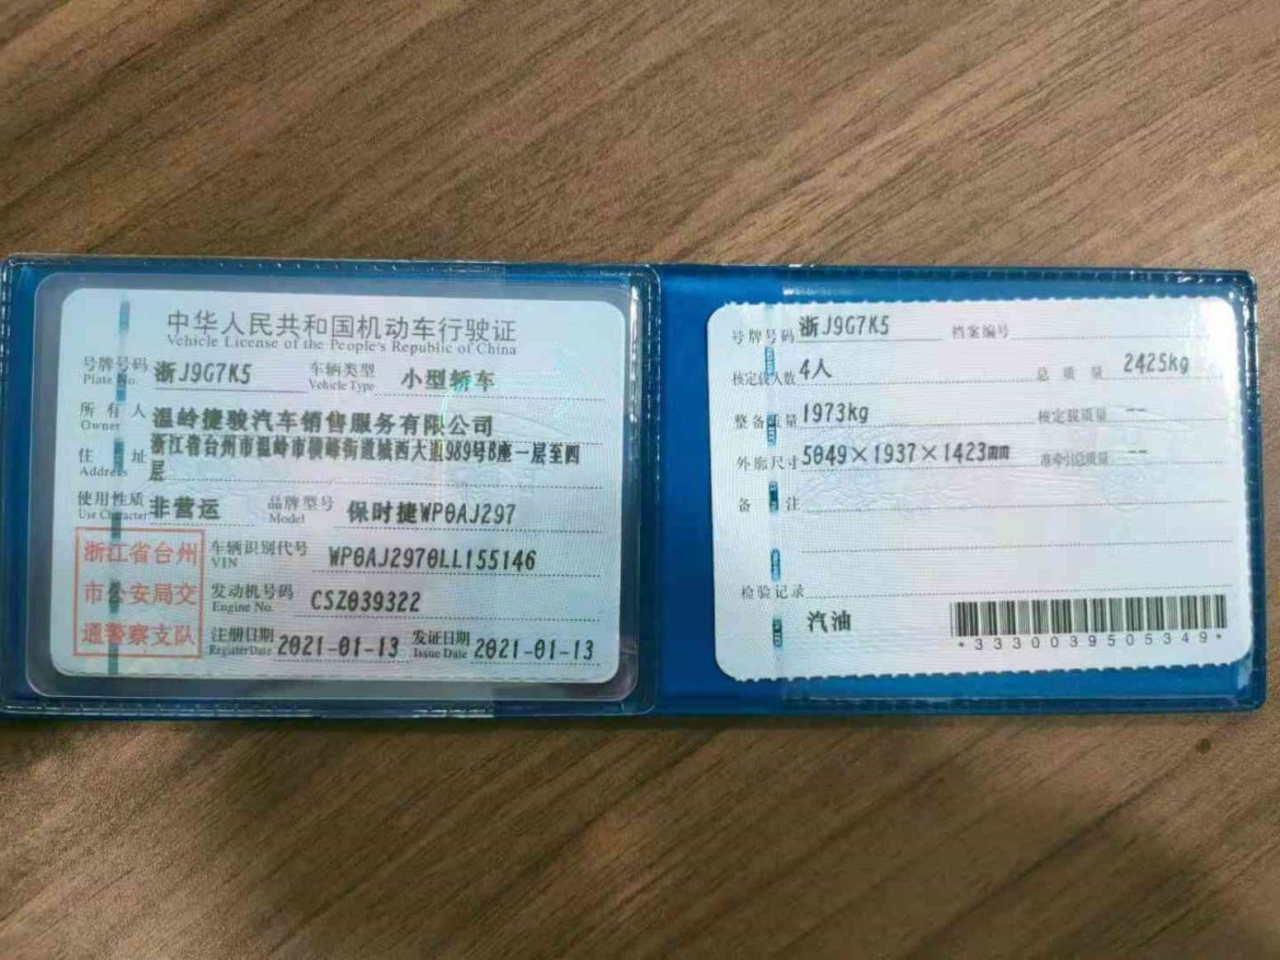 中华人民共和国机动车行驶证
Vehicle License of the People's Republic of China
号牌号码 浙J9G7K5 车辆类型 小型轿车
Plate No. Vehicle Type
所有人 温岭捷骏汽车销售服务有限公司
Owner
住址 浙江省台州市温岭市横峰街道城西大道989号B座一层至四
Address 层
使用性质 非营运 品牌型号 保时捷WP0AJ297
Use Character Model
浙江省台州
市公安局交
通警察支队
车辆识别代号 WP0AJ2970LL155146
VIN
发动机号码 CSZ039322
Engine No.
注册日期 2021-01-13 发证日期 2021-01-13
Register Date Issue Date
号牌号码 浙J9G7K5 档案编号
核定载人数 4人 总质量 2425kg
整备质量 1973kg 核定载质量 --
外廓尺寸 5049×1937×1423mm 准牵引总质量 --
备注
检验记录
汽油
*3330039505349*